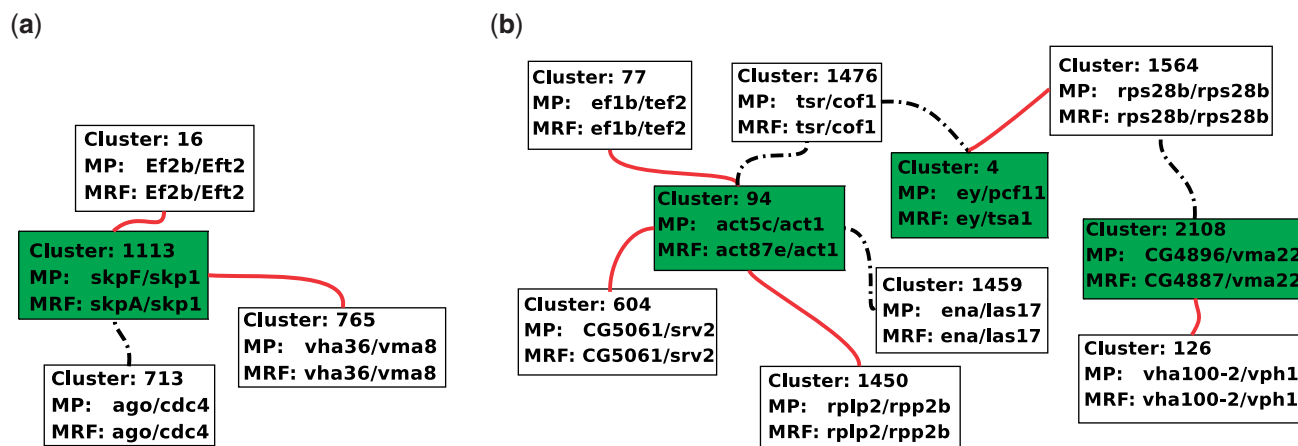 (a)
Cluster: 16
MP: Ef2b/Eft2
MRF: Ef2b/Eft2
Cluster: 1113
MP: skpF/skp1
MRF: skpA/skp1
Cluster: 765
MP: vha36/vma8
MRF: vha36/vma8
Cluster: 713
MP: ago/cdc4
MRF: ago/cdc4
(b)
Cluster: 77
MP: ef1b/tef2
MRF: ef1b/tef2
Cluster: 1476
MP: tsr/cof1
MRF: tsr/cof1
Cluster: 1564
MP: rps28b/rps28b
MRF: rps28b/rps28b
Cluster: 4
MP: ey/pcf11
MRF: ey/tsa1
Cluster: 94
MP: act5c/act1
MRF: act87e/act1
Cluster: 2108
MP: CG4896/vma22
MRF: CG4887/vma22
Cluster: 604
MP: CG5061/srv2
MRF: CG5061/srv2
Cluster: 1459
MP: ena/las17
MRF: ena/las17
Cluster: 1450
MP: rplp2/rpp2b
MRF: rplp2/rpp2b
Cluster: 126
MP: vha100-2/vph1
MRF: vha100-2/vph1